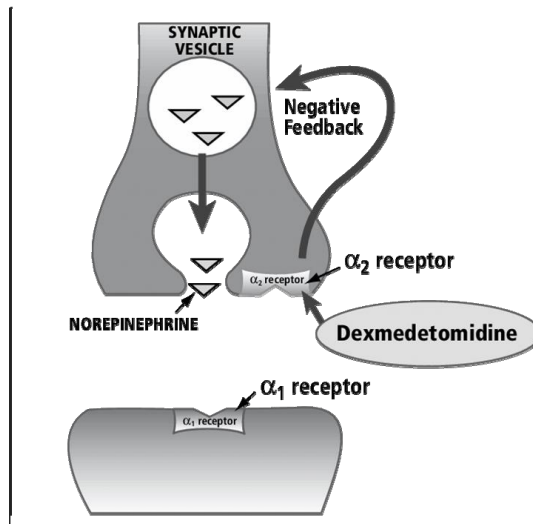 SYNAPTIC
VESICLE
Negative
Feedback
α₂ receptor
α₂ receptor
NOREPINEPHRINE
Dexmedetomidine
α₁ receptor
α₁ receptor